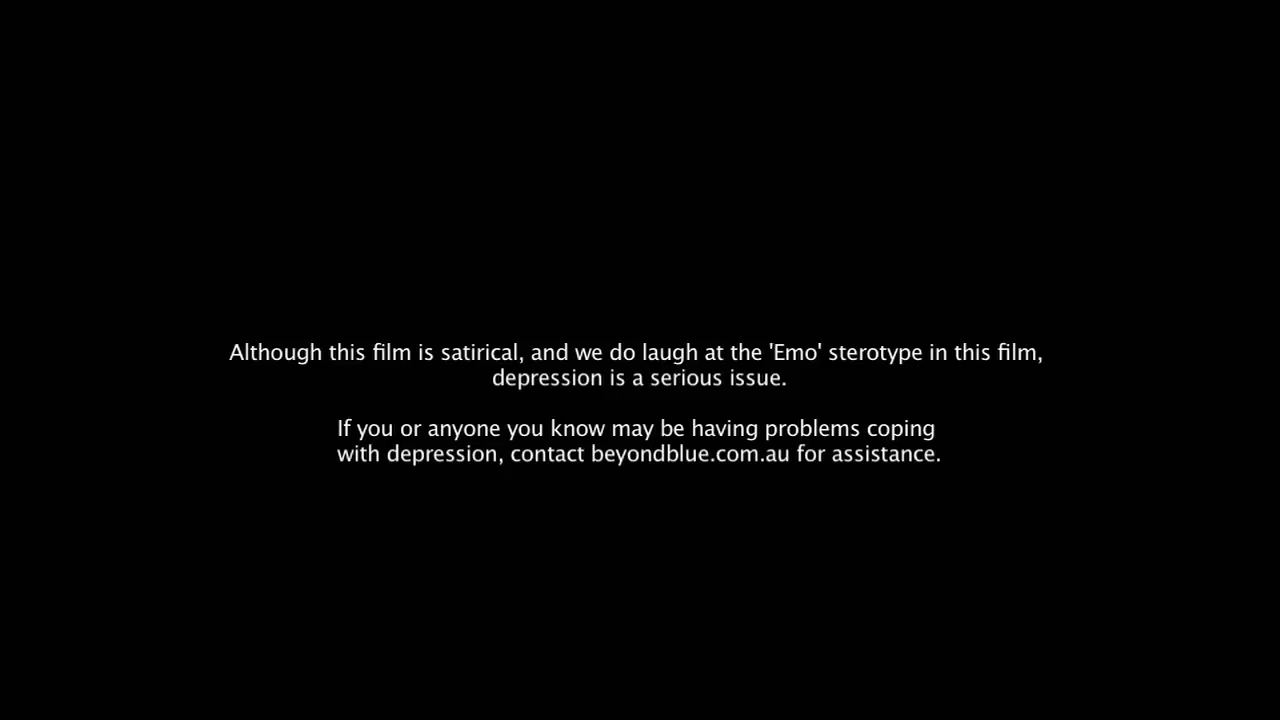 Although this film is satirical, and we do laugh at the 'Emo' sterotype in this film,
depression is a serious issue.
If you or anyone you know may be having problems coping
with depression, contact beyondblue.com.au for assistance.